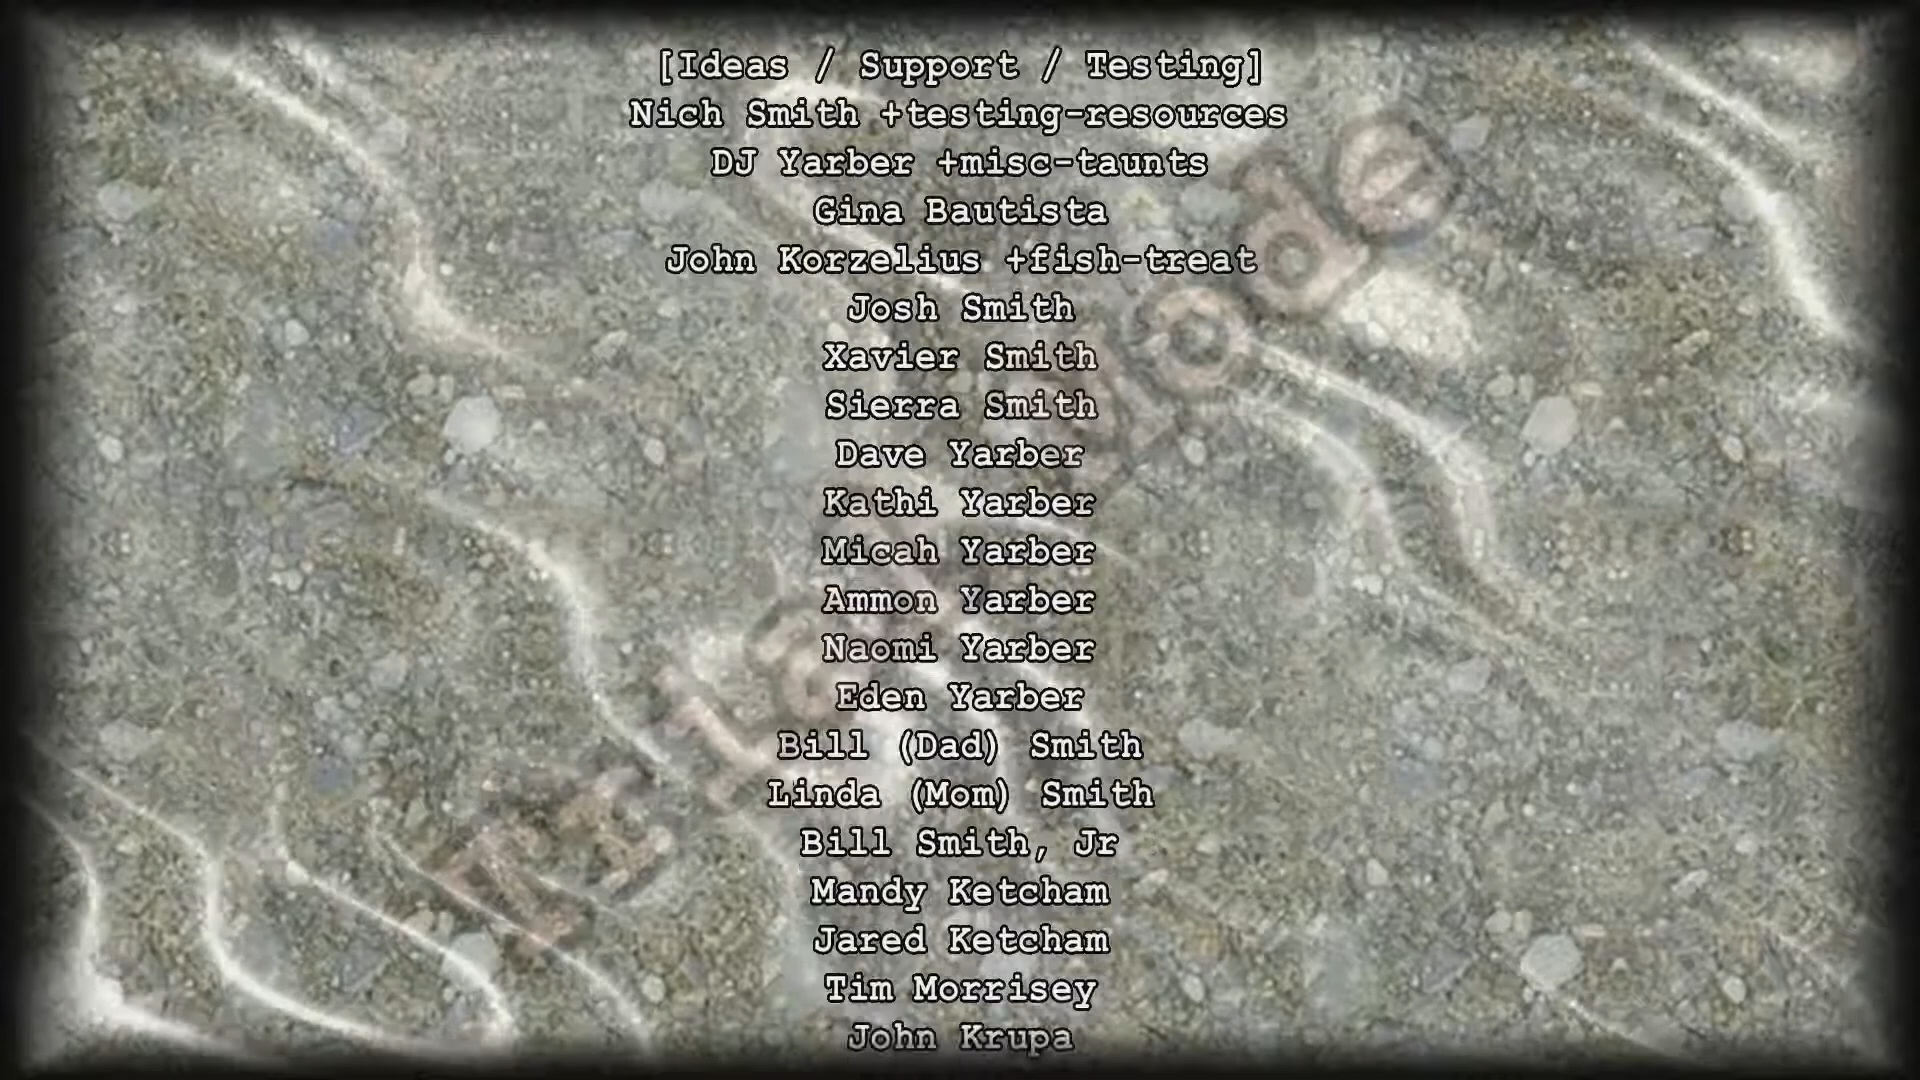 [Ideas / Support / Testing]
Nich Smith +testing-resources
DJ Yarber +misc-taunts
Gina Bautista
John Korzelius +fish-treat
Josh Smith
Xavier Smith
Sierra Smith
Dave Yarber
Kathi Yarber
Micah Yarber
Ammon Yarber
Naomi Yarber
Eden Yarber
Bill (Dad) Smith
Linda (Mom) Smith
Bill Smith, Jr
Mandy Ketcham
Jared Ketcham
Tim Morrisey
John Krupa